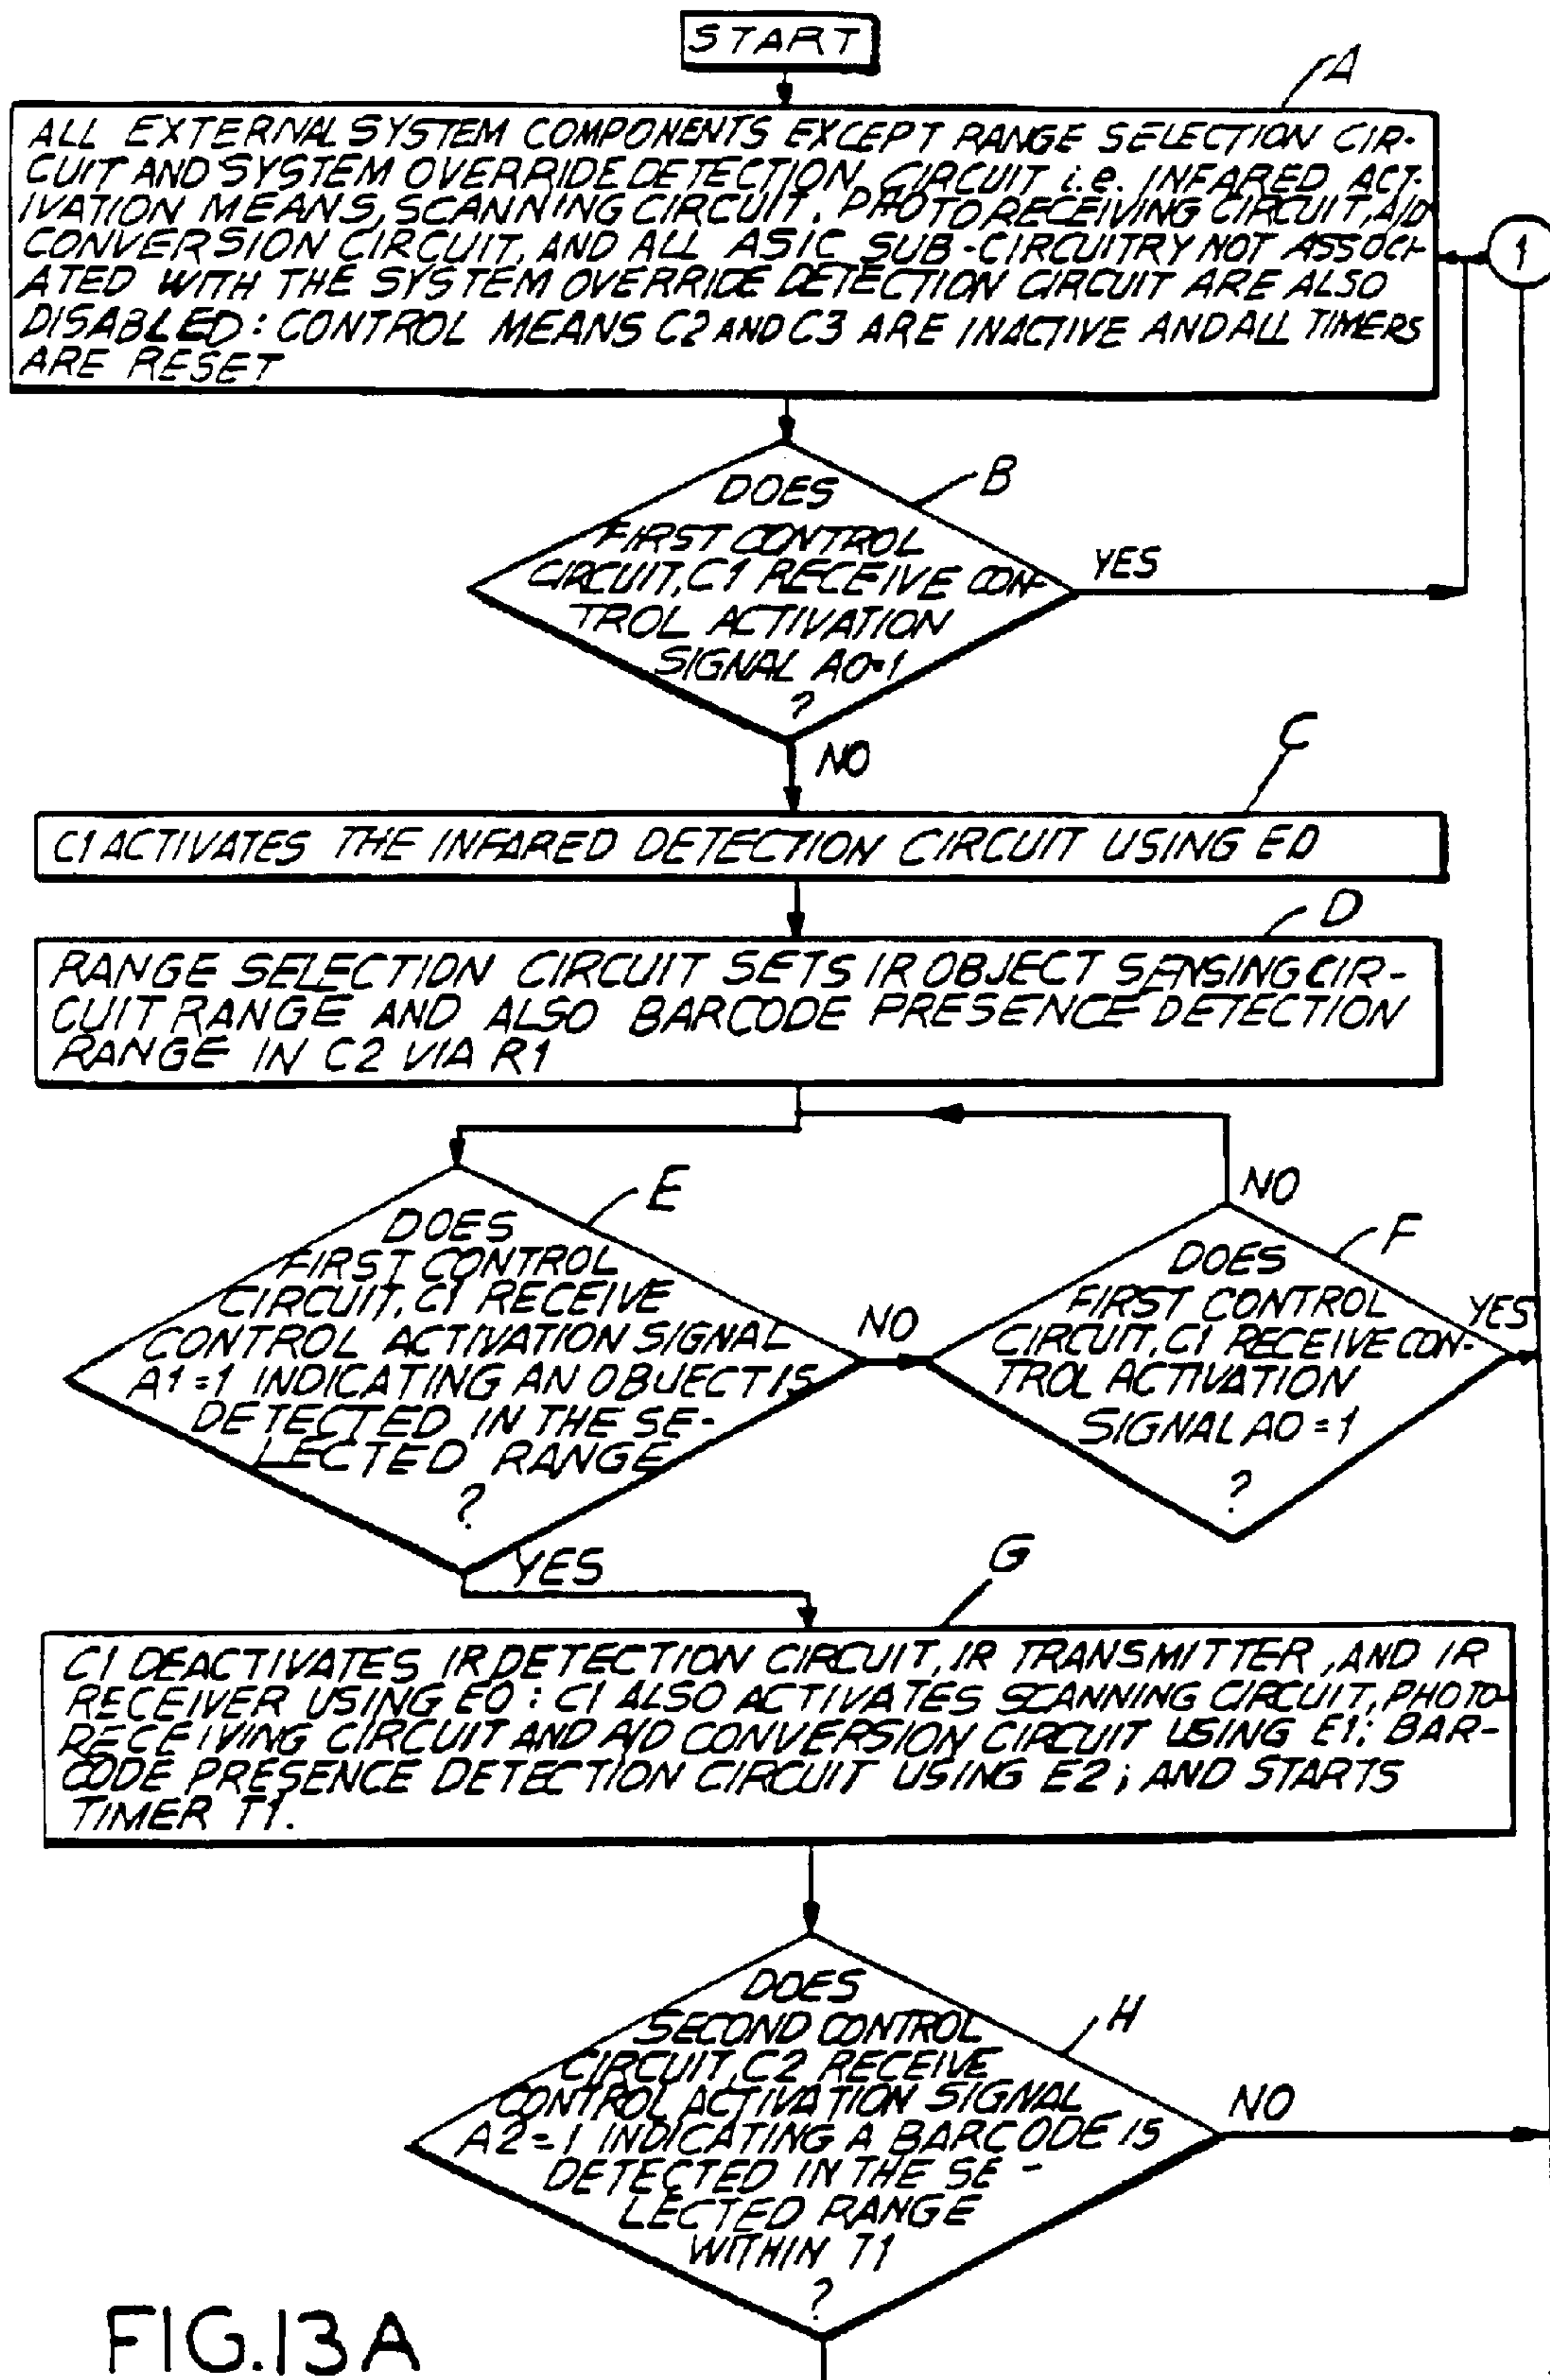 START
A
ALL EXTERNAL SYSTEM COMPONENTS EXCEPT RANGE SELECTION CIR-
CUIT AND SYSTEM OVERRIDE DETECTION CIRCUIT i.e. INFARED ACT-
IVATION MEANS, SCANNING CIRCUIT, PHOTORECEIVING CIRCUIT, A/D
CONVERSION CIRCUIT, AND ALL ASIC SUB-CIRCUITRY NOT ASSOCI-
ATED WITH THE SYSTEM OVERRIDE DETECTION CIRCUIT ARE ALSO
DISABLED: CONTROL MEANS C2 AND C3 ARE INACTIVE AND ALL TIMERS
ARE RESET
1
B
DOES
FIRST CONTROL
CIRCUIT, C1 RECEIVE CON-
TROL ACTIVATION
SIGNAL A0=1
?
YES
NO
C
C1 ACTIVATES THE INFARED DETECTION CIRCUIT USING E0
D
RANGE SELECTION CIRCUIT SETS IR OBJECT SENSING CIR-
CUIT RANGE AND ALSO BARCODE PRESENCE DETECTION
RANGE IN C2 VIA R1
E
DOES
FIRST CONTROL
CIRCUIT, C1 RECEIVE
CONTROL ACTIVATION SIGNAL
A1=1 INDICATING AN OBJECT IS
DETECTED IN THE SE-
LECTED RANGE
?
NO
YES
NO
F
DOES
FIRST CONTROL
CIRCUIT, C1 RECEIVE CON-
TROL ACTIVATION
SIGNAL A0=1
?
YES
G
C1 DEACTIVATES IR DETECTION CIRCUIT, IR TRANSMITTER, AND IR
RECEIVER USING E0: C1 ALSO ACTIVATES SCANNING CIRCUIT, PHOTO-
RECEIVING CIRCUIT AND A/D CONVERSION CIRCUIT USING E1; BAR-
CODE PRESENCE DETECTION CIRCUIT USING E2; AND STARTS
TIMER T1.
H
DOES
SECOND CONTROL
CIRCUIT, C2 RECEIVE
CONTROL ACTIVATION SIGNAL
A2=1 INDICATING A BARCODE IS
DETECTED IN THE SE-
LECTED RANGE
WITHIN T1
?
NO
FIG.13A